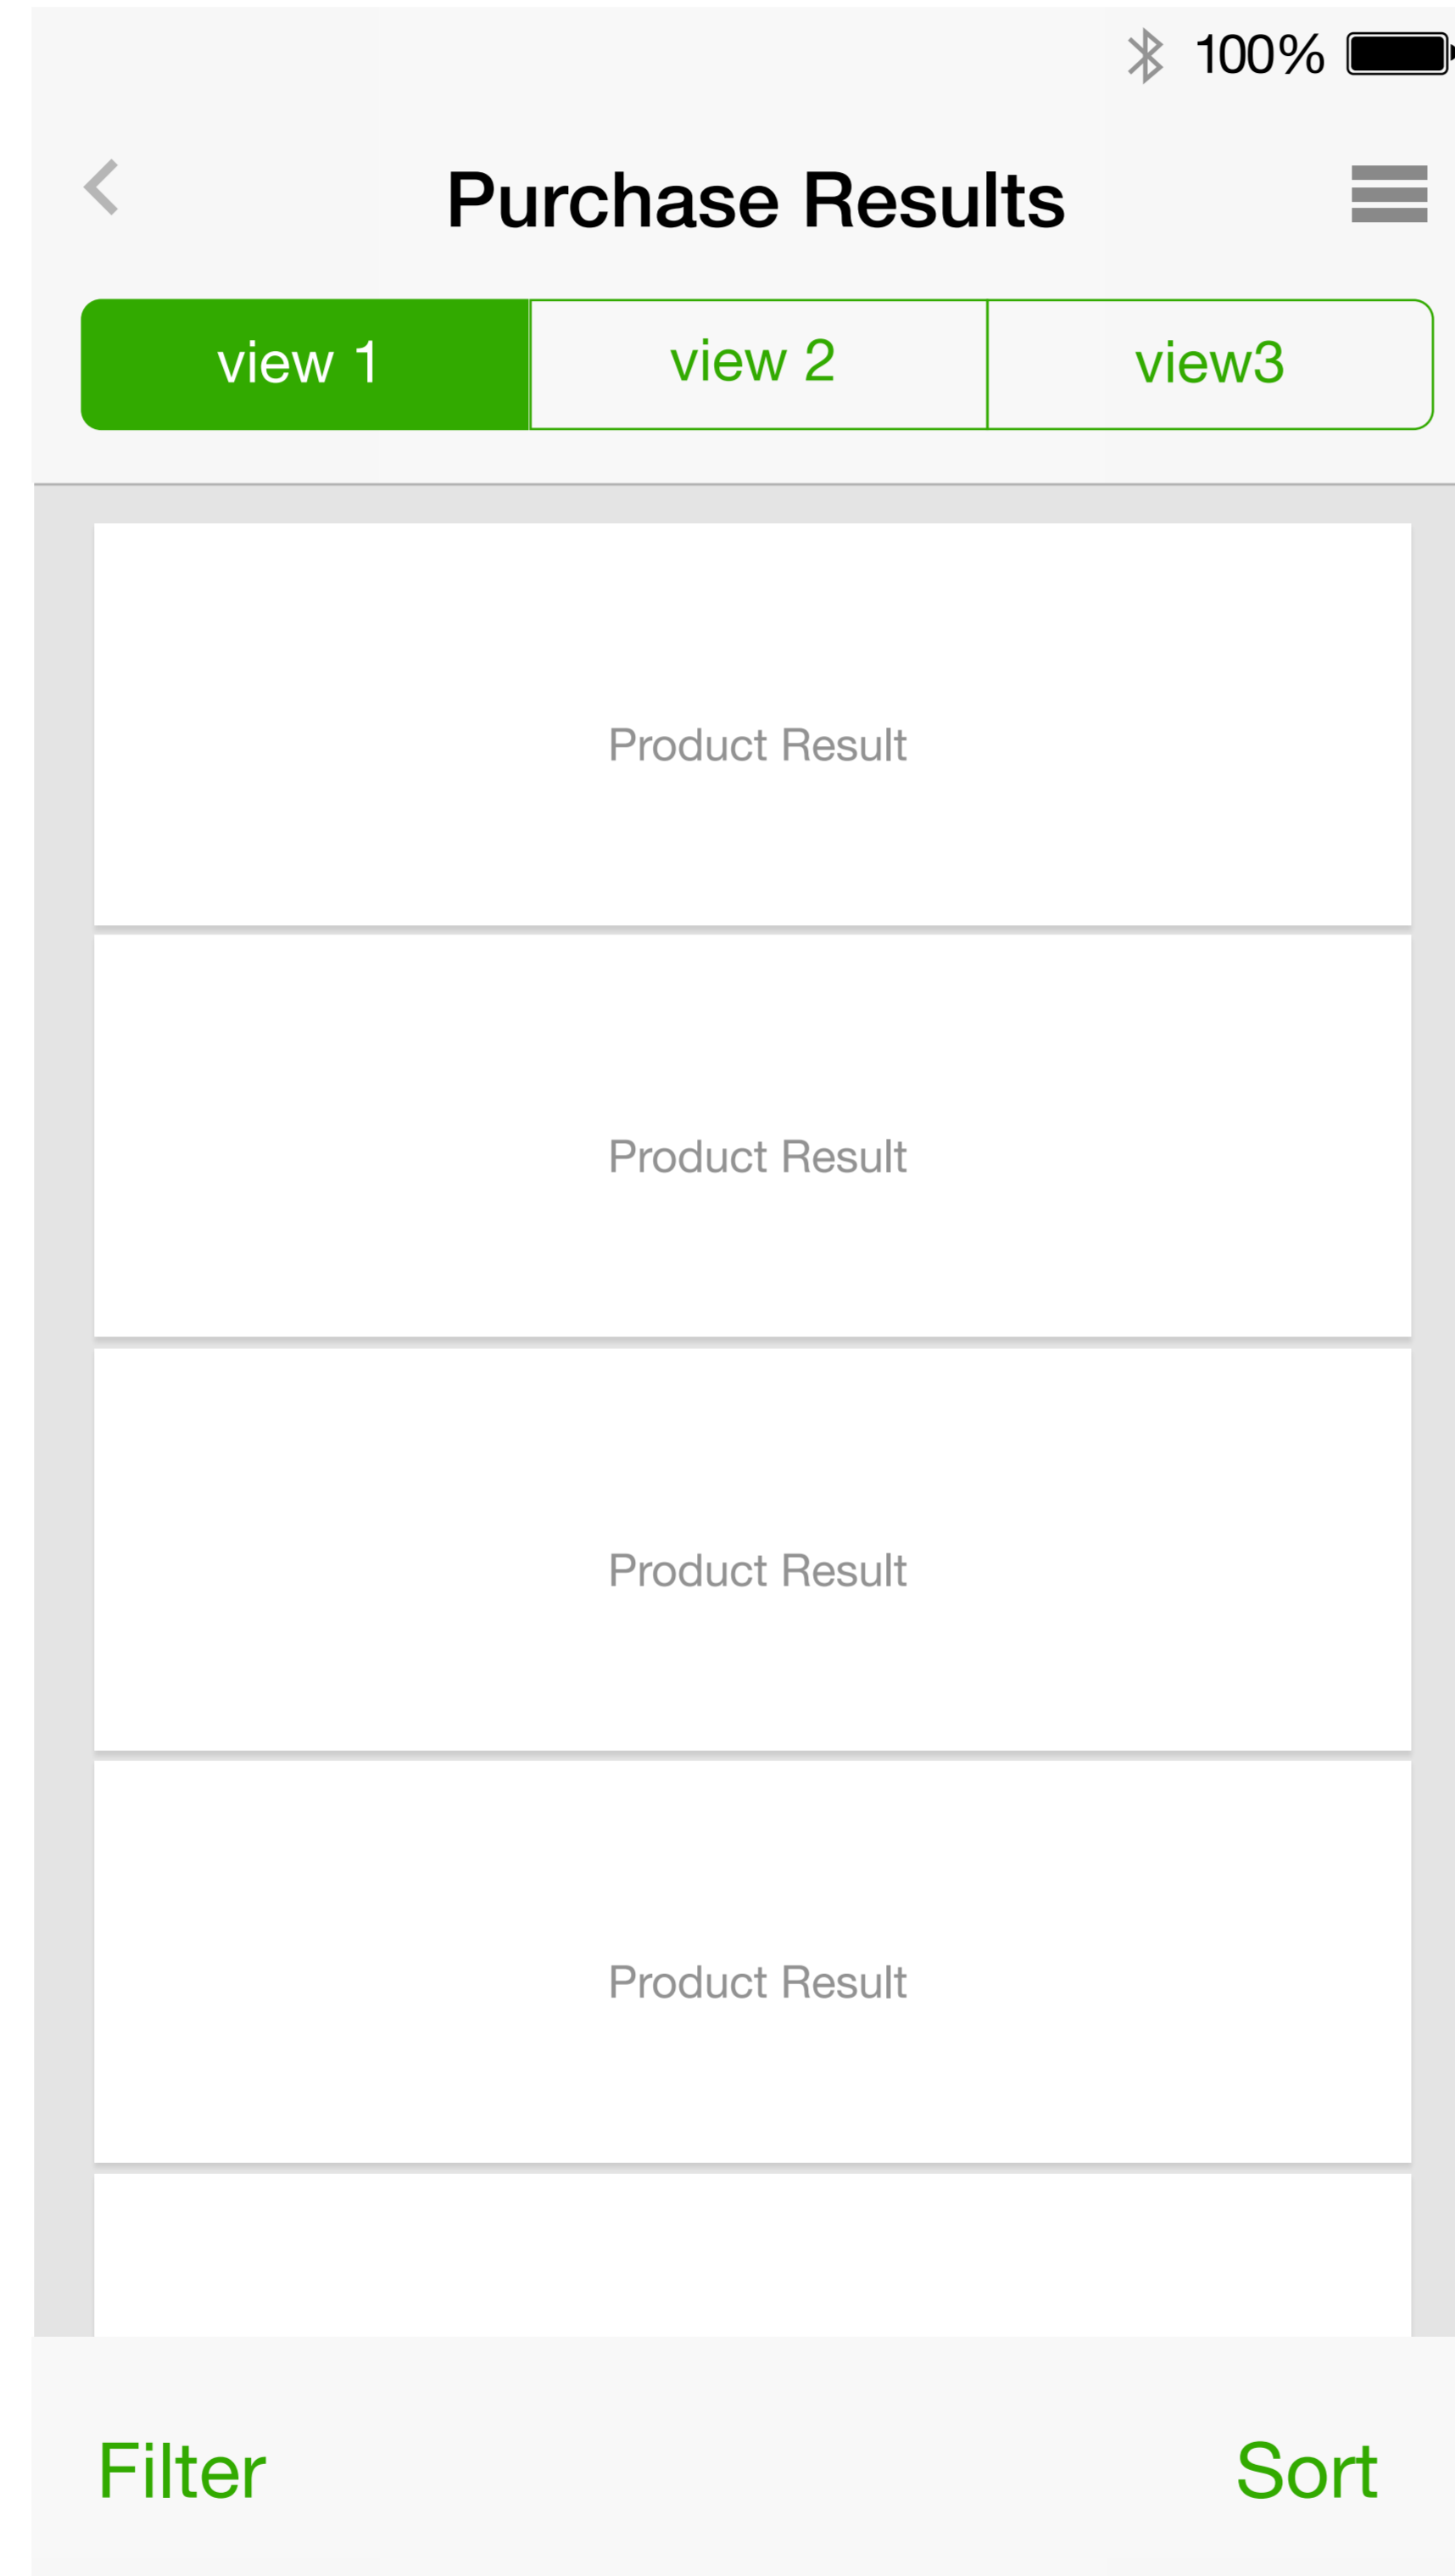 100%
Purchase Results
view 1 view 2 view3
Product Result
Product Result
Product Result
Product Result
Filter Sort